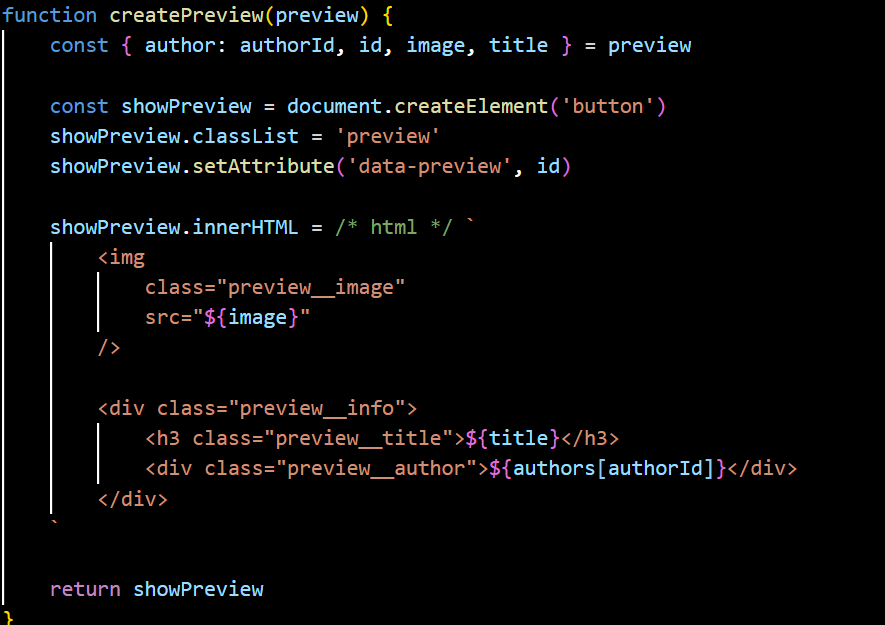 function createPreview(preview) {
    const { author: authorId, id, image, title } = preview

    const showPreview = document.createElement('button')
    showPreview.classList = 'preview'
    showPreview.setAttribute('data-preview', id)

    showPreview.innerHTML = /* html */ `
        <img
            class="preview__image"
            src="${image}"
        />

        <div class="preview__info">
            <h3 class="preview__title">${title}</h3>
            <div class="preview__author">${authors[authorId]}</div>
        </div>
    `

    return showPreview
}